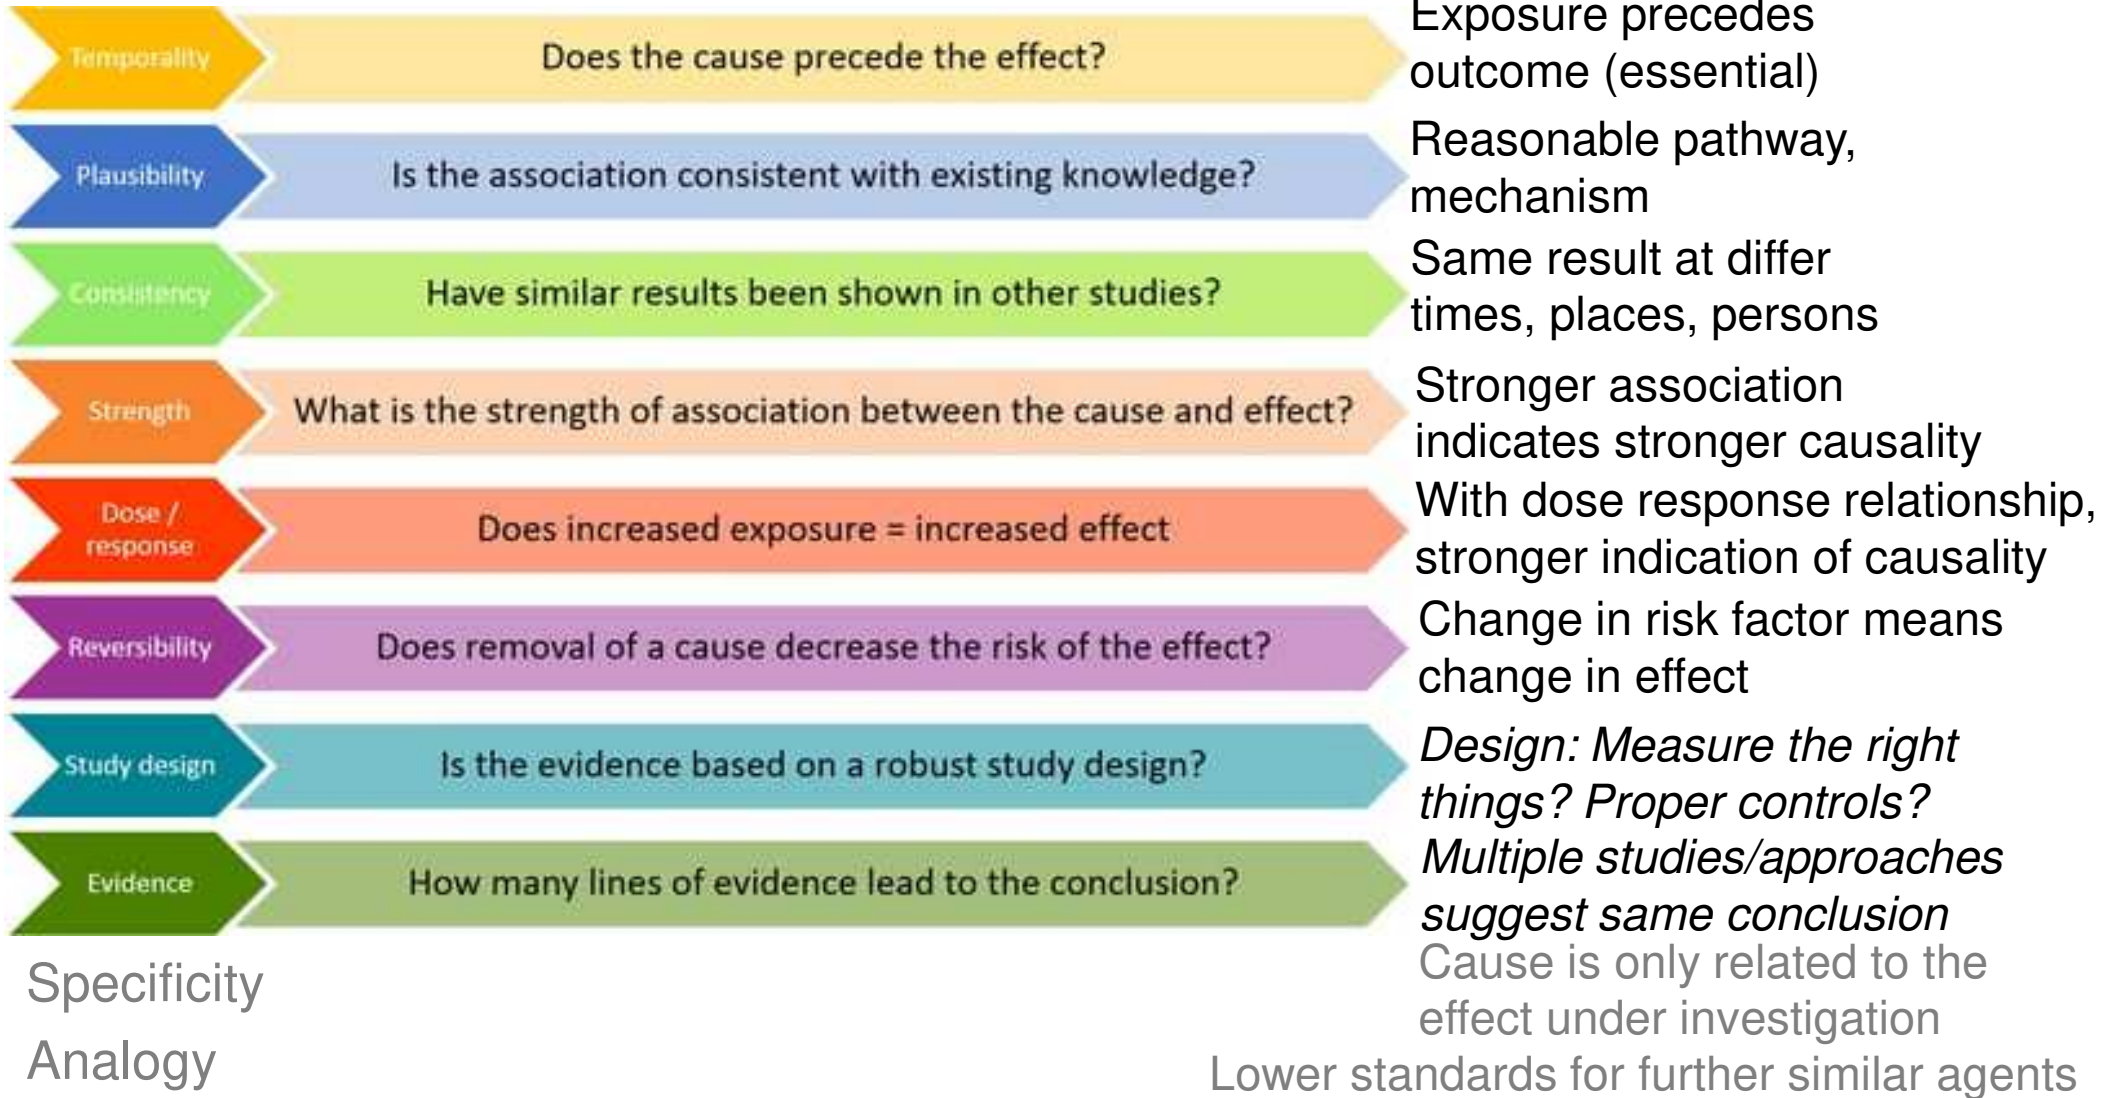 Temporality
Does the cause precede the effect?
Exposure precedes
outcome (essential)
Plausibility
Is the association consistent with existing knowledge?
Reasonable pathway,
mechanism
Consistency
Have similar results been shown in other studies?
Same result at differ
times, places, persons
Strength
What is the strength of association between the cause and effect?
Stronger association
indicates stronger causality
Dose /
response
Does increased exposure = increased effect
With dose response relationship,
stronger indication of causality
Reversibility
Does removal of a cause decrease the risk of the effect?
Change in risk factor means
change in effect
Study design
Is the evidence based on a robust study design?
Design: Measure the right
things? Proper controls?
Evidence
How many lines of evidence lead to the conclusion?
Multiple studies/approaches
suggest same conclusion
Specificity
Cause is only related to the
effect under investigation
Analogy
Lower standards for further similar agents